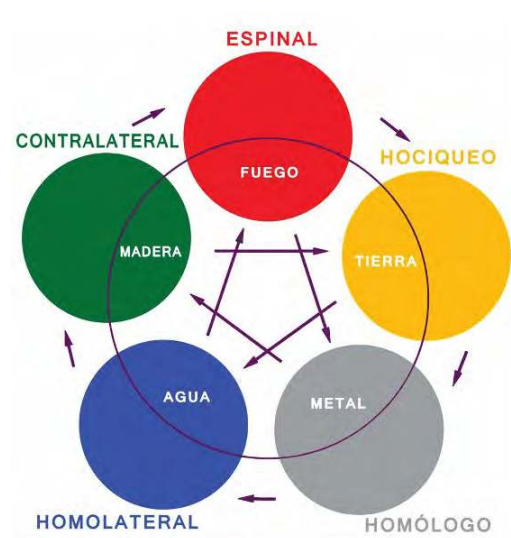 ESPINAL
FUEGO
CONTRALATERAL
HOCIQUEO
MADERA
TIERRA
AGUA
METAL
HOMOLATERAL
HOMÓLOGO